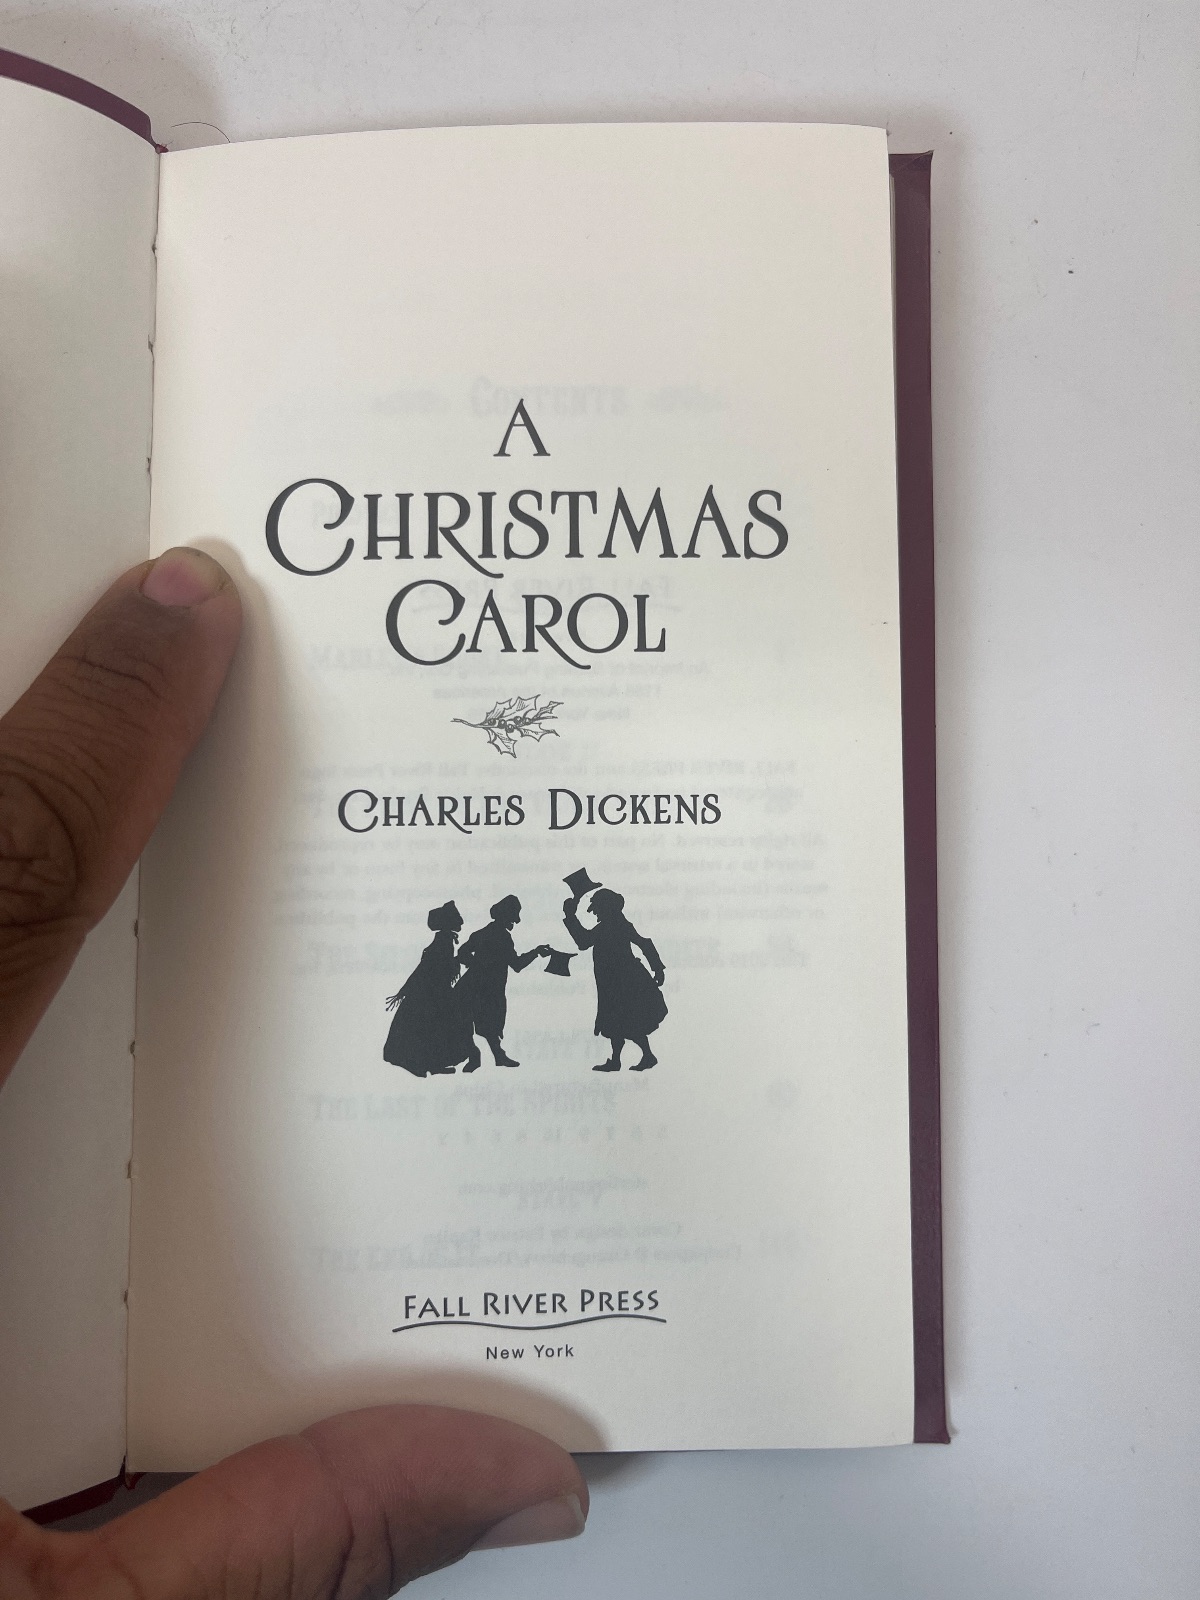 A
CHRISTMAS
CAROL
CHARLES DICKENS
FALL RIVER PRESS
New York